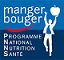 manger,
bouger
PROGRAMME
NATIONAL
NUTRITION
SANTÉ